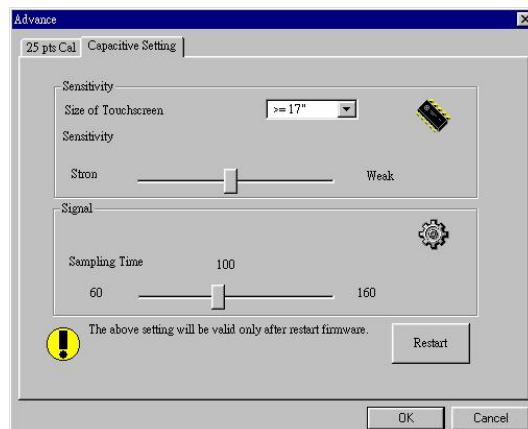 Advance
25 pts Cal Capacitive Setting
Sensitivity
Size of Touchscreen >= 17"
Sensitivity
Stron Weak
Signal
Sampling Time 100
60 160
The above setting will be valid only after restart firmware. Restart
OK Cancel